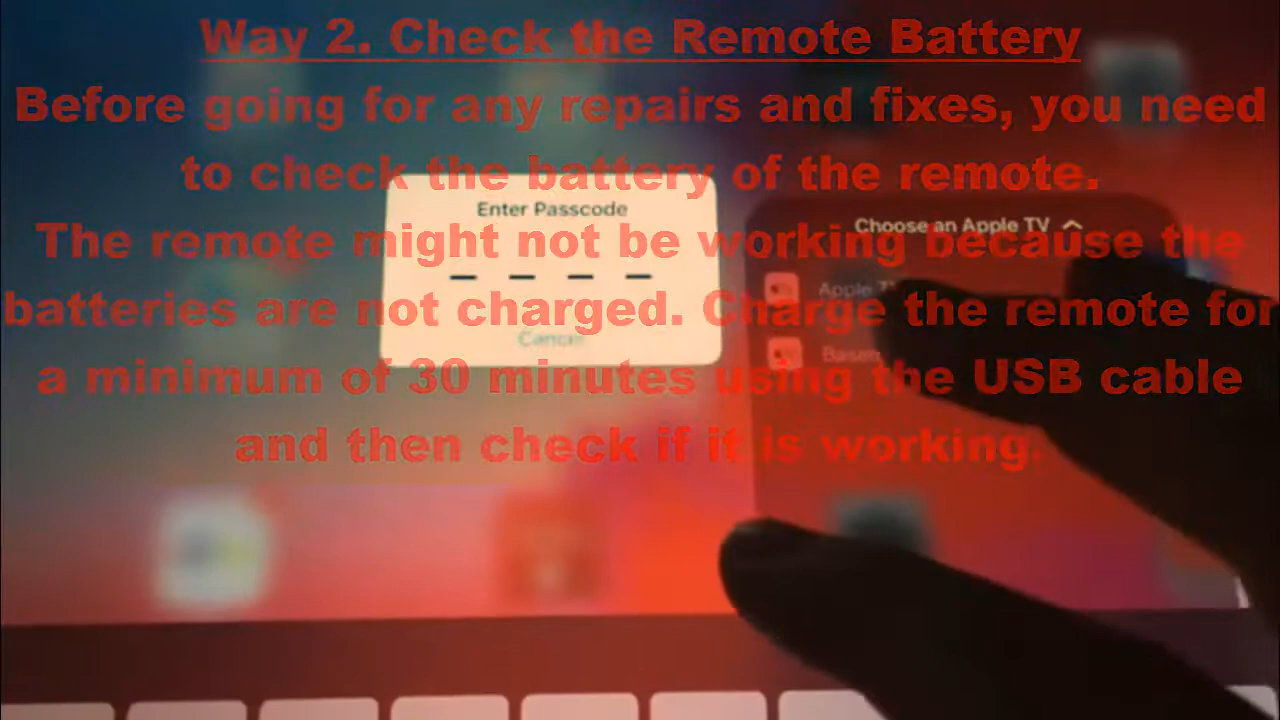 Way 2. Check the Remote Battery
Before going for any repairs and fixes, you need
to check the battery of the remote.
The remote might not be working because the
batteries are not charged. Charge the remote for
a minimum of 30 minutes using the USB cable
and then check if it is working.
Enter Passcode
Cancel
Choose an Apple TV
Apple